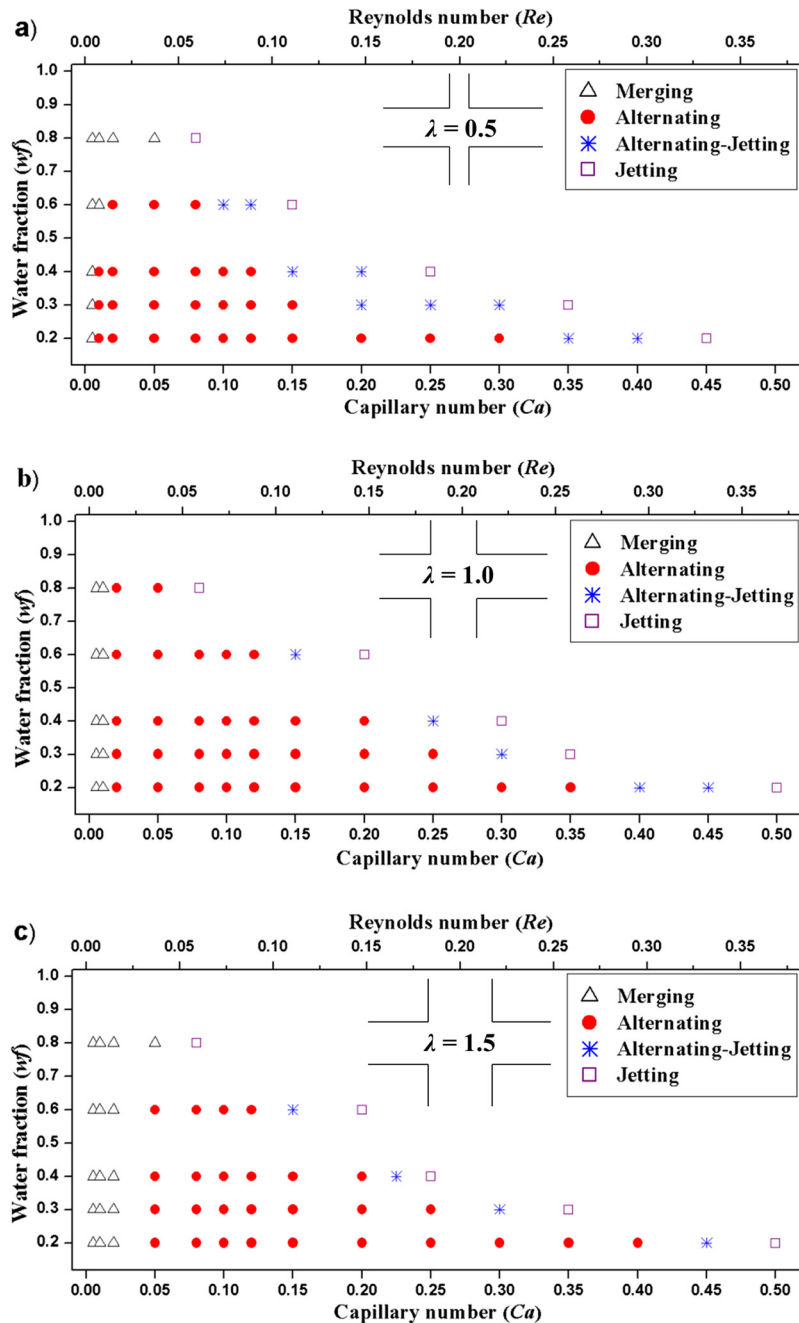 a)
Reynolds number (Re)
0.00 0.05 0.10 0.15 0.20 0.25 0.30 0.35
Water fraction (wf)
1.0
0.9
0.8
0.7
0.6
0.5
0.4
0.3
0.2
λ = 0.5
Merging
Alternating
Alternating-Jetting
Jetting
0.00 0.05 0.10 0.15 0.20 0.25 0.30 0.35 0.40 0.45 0.50
Capillary number (Ca)
b)
Reynolds number (Re)
0.00 0.05 0.10 0.15 0.20 0.25 0.30 0.35
Water fraction (wf)
1.0
0.9
0.8
0.7
0.6
0.5
0.4
0.3
0.2
λ = 1.0
Merging
Alternating
Alternating-Jetting
Jetting
0.00 0.05 0.10 0.15 0.20 0.25 0.30 0.35 0.40 0.45 0.50
Capillary number (Ca)
c)
Reynolds number (Re)
0.00 0.05 0.10 0.15 0.20 0.25 0.30 0.35
Water fraction (wf)
1.0
0.9
0.8
0.7
0.6
0.5
0.4
0.3
0.2
λ = 1.5
Merging
Alternating
Alternating-Jetting
Jetting
0.00 0.05 0.10 0.15 0.20 0.25 0.30 0.35 0.40 0.45 0.50
Capillary number (Ca)